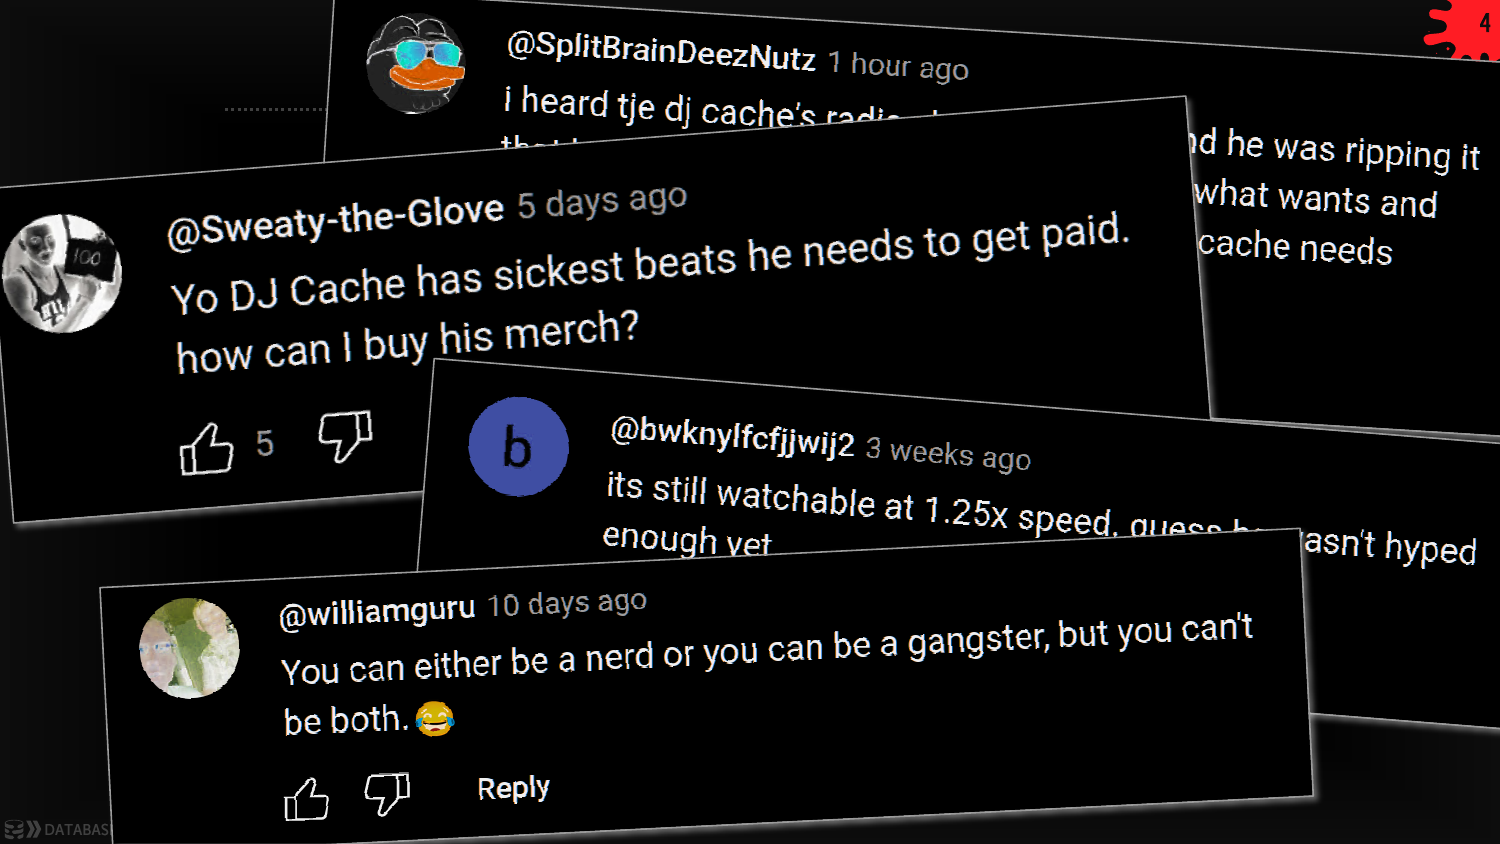 4
@SplitBrainDeezNutz 1 hour ago
i heard tje dj cache's
he was ripping it
what wants and
cache needs
@Sweaty-the-Glove 5 days ago
Yo DJ Cache has sickest beats he needs to get paid.
how can I buy his merch?
5
100
b
@bwknylfcfjjwij2 3 weeks ago
its still watchable at 1.25x speed, guess hyped
enough yet
@williamguru 10 days ago
You can either be a nerd or you can be a gangster, but you can't
be both. 😂
Reply